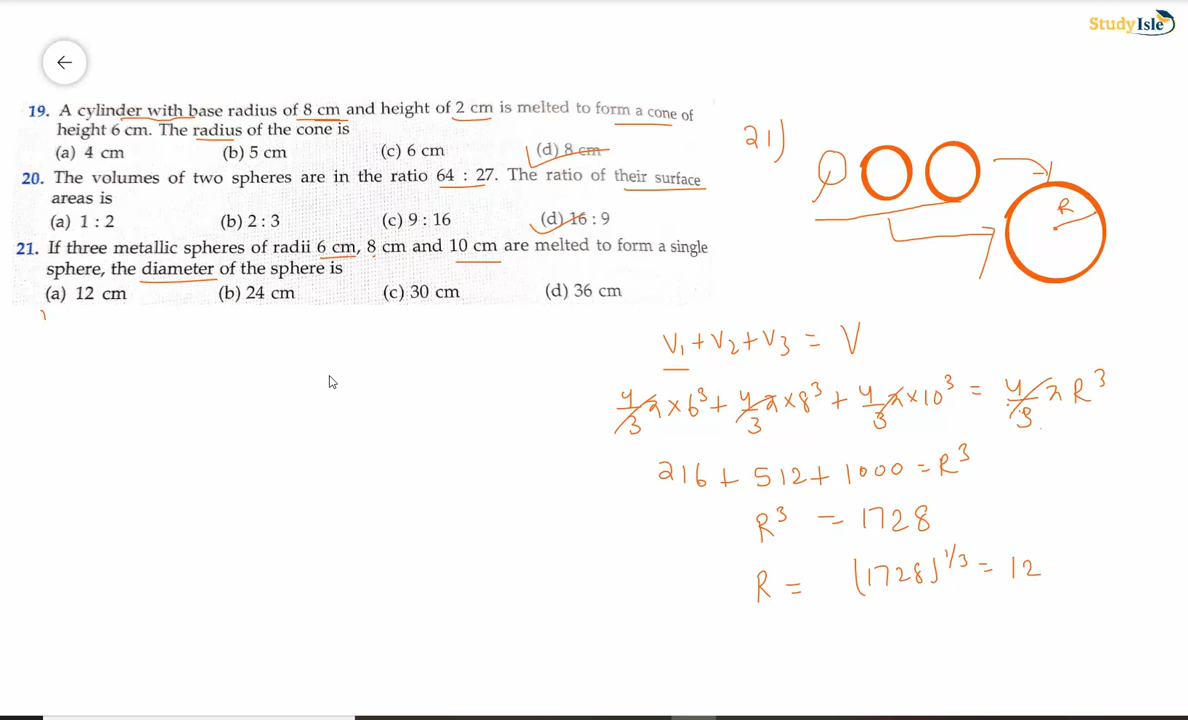 StudyIsle
19. A cylinder with base radius of 8 cm and height of 2 cm is melted to form a cone of
height 6 cm. The radius of the cone is
(a) 4 cm (b) 5 cm (c) 6 cm (d) 8 cm
20. The volumes of two spheres are in the ratio 64 : 27. The ratio of their surface
areas is
(a) 1 : 2 (b) 2 : 3 (c) 9 : 16 (d) 16 : 9
21. If three metallic spheres of radii 6 cm, 8 cm and 10 cm are melted to form a single
sphere, the diameter of the sphere is
(a) 12 cm (b) 24 cm (c) 30 cm (d) 36 cm
21)
R
V₁ + V₂ + V₃ = V
4/3 π × 6³ + 4/3 π × 8³ + 4/3 π × 10³ = 4/3 π R³
216 + 512 + 1000 = R³
R³ = 1728
R = (1728)^1/3 = 12